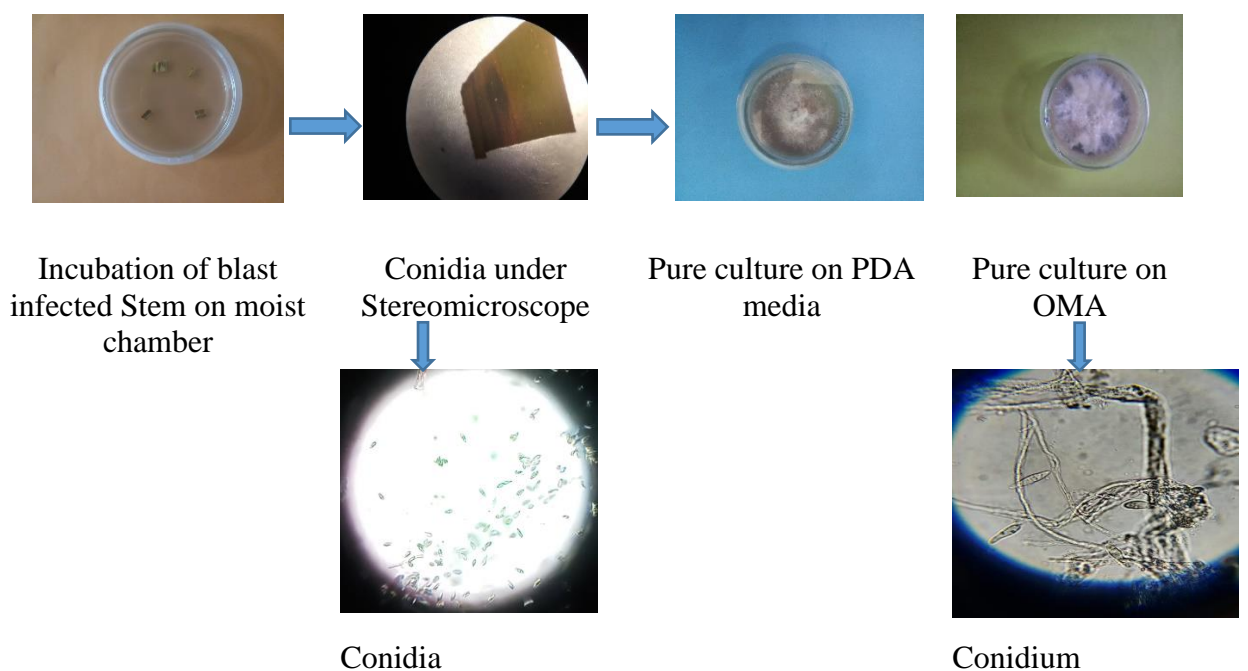 Incubation of blast
infected Stem on moist
chamber
Conidia under
Stereomicroscope
Pure culture on PDA
media
Pure culture on
OMA
Conidia
Conidium